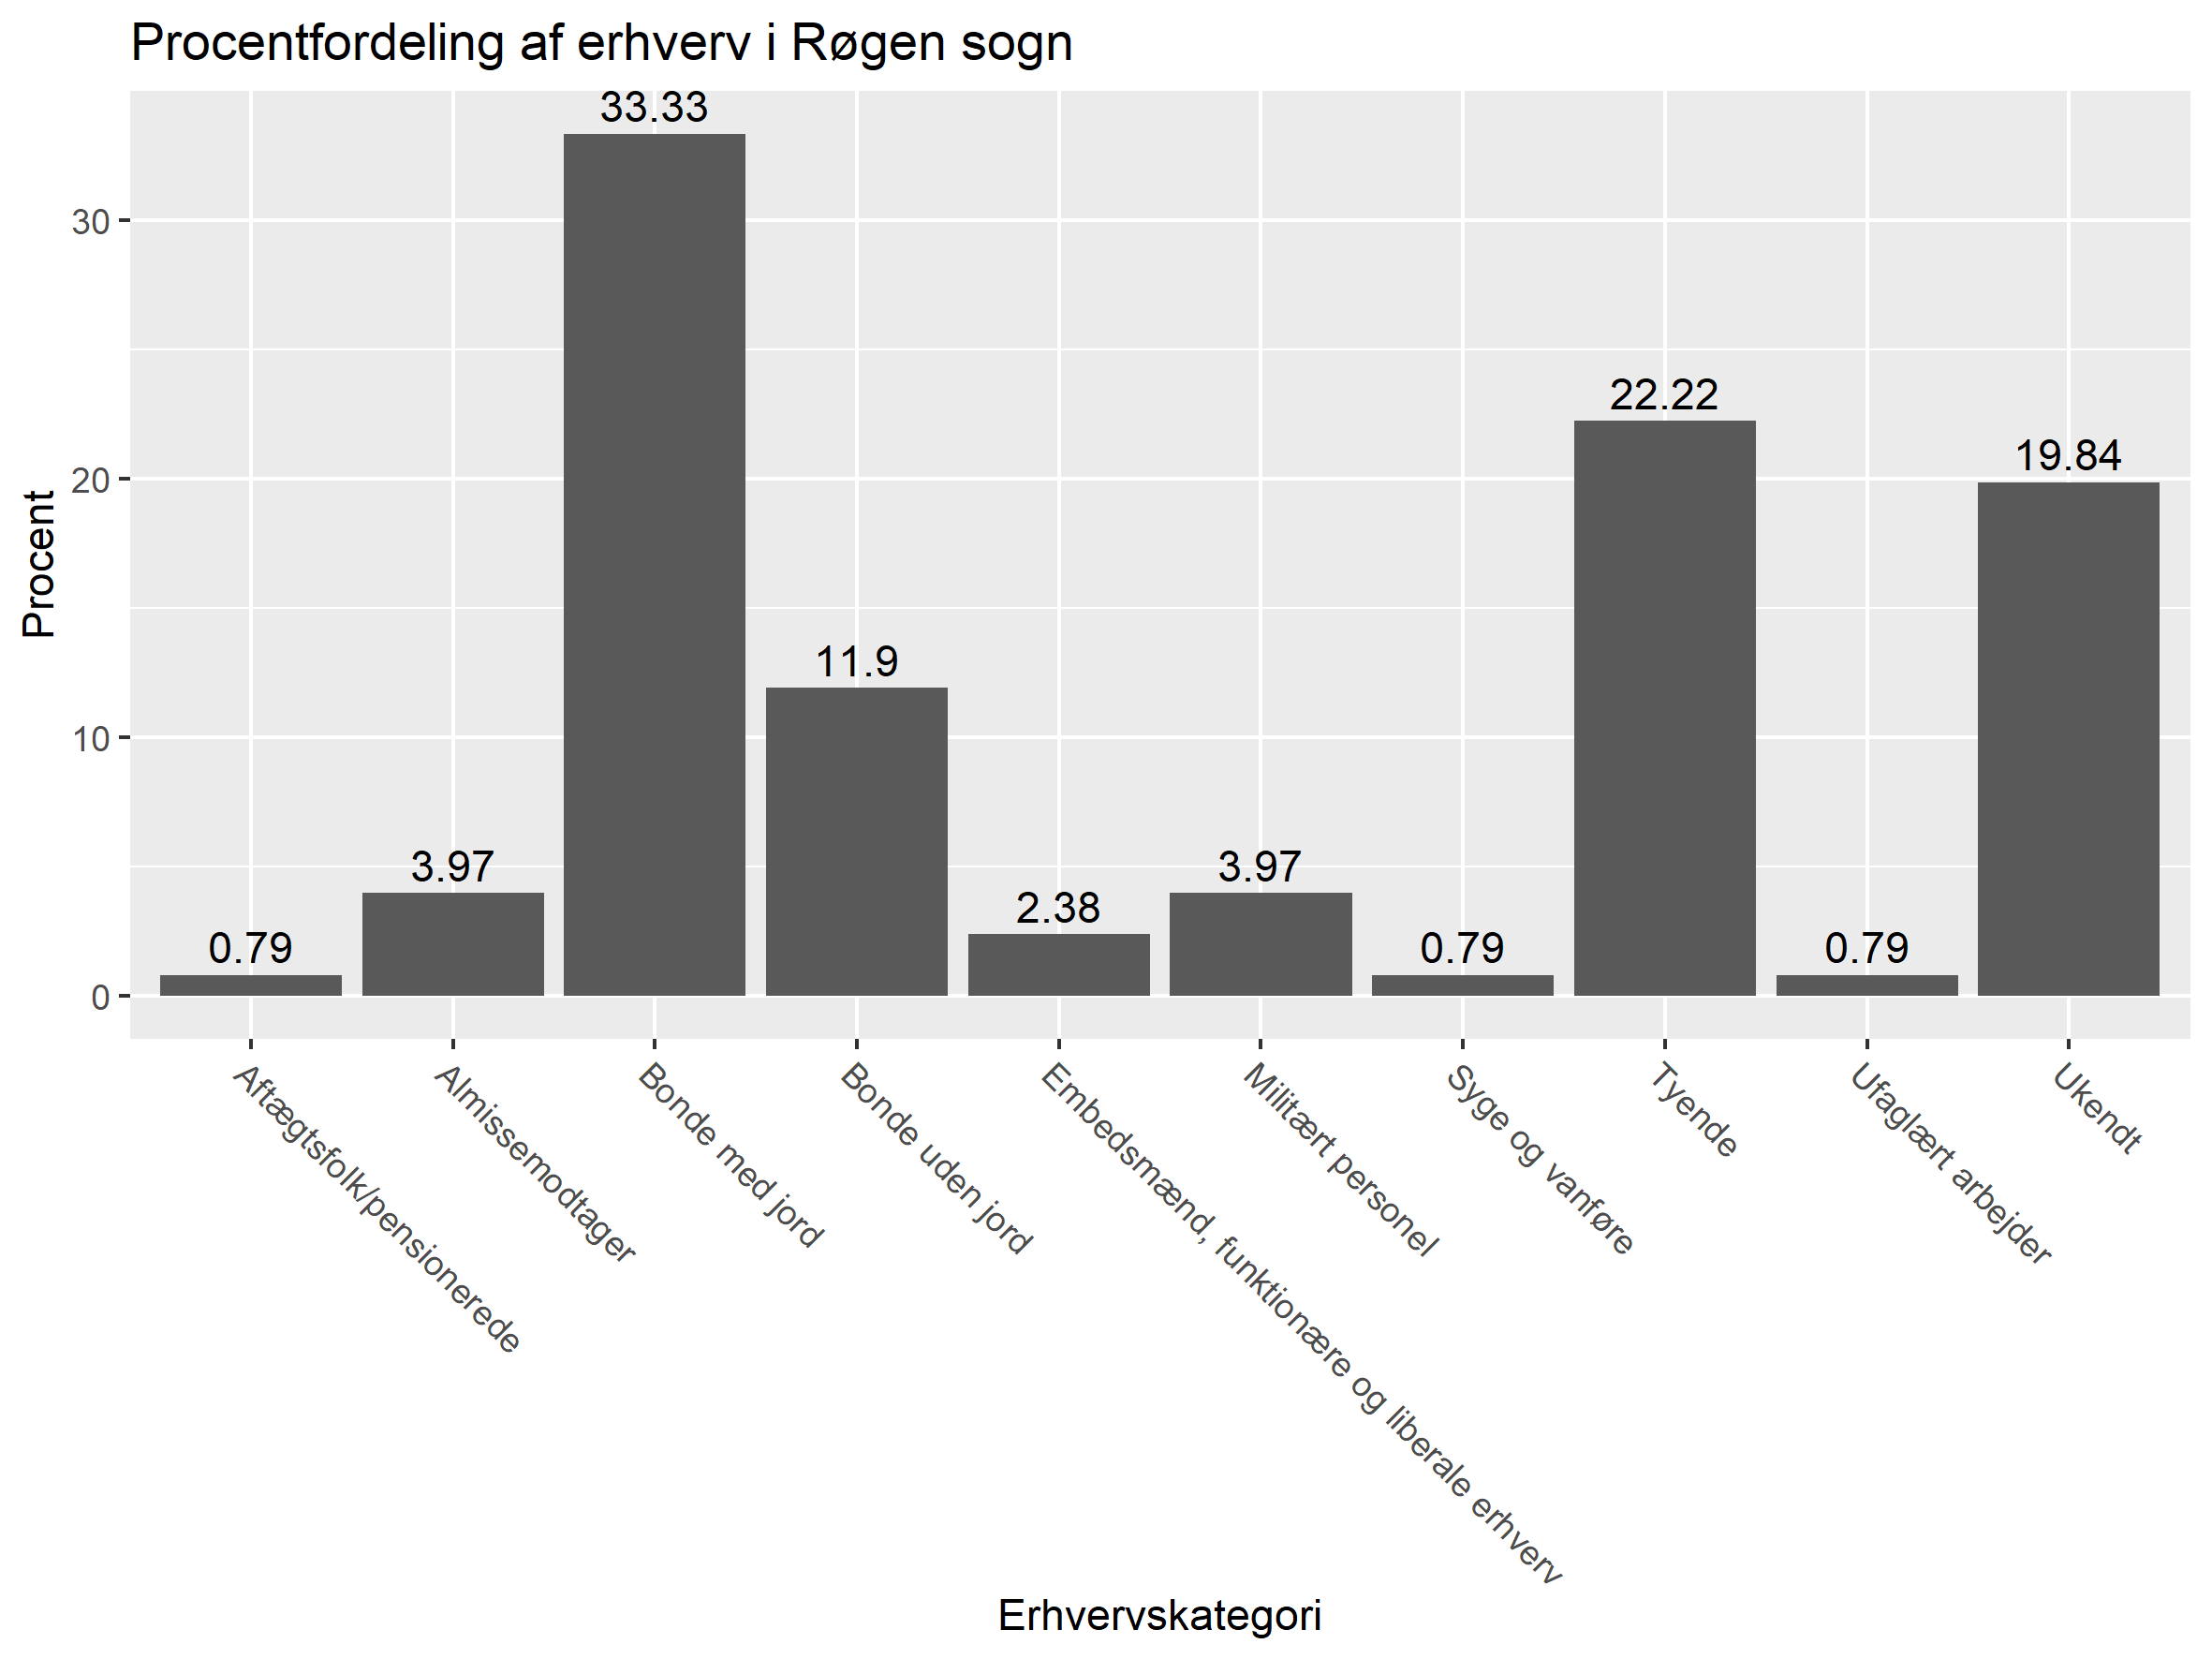 Procentfordeling af erhverv i Røgen sogn
Procent
30
20
10
0
0.79
3.97
33.33
11.9
2.38
3.97
0.79
22.22
0.79
19.84
Aftægtsfolk/pensionerede
Almissemodtager
Bonde med jord
Bonde uden jord
Embedsmænd, funktionære og liberale erhverv
Militært personel
Syge og vanføre
Tyende
Ufaglært arbejder
Ukendt
Erhvervskategori